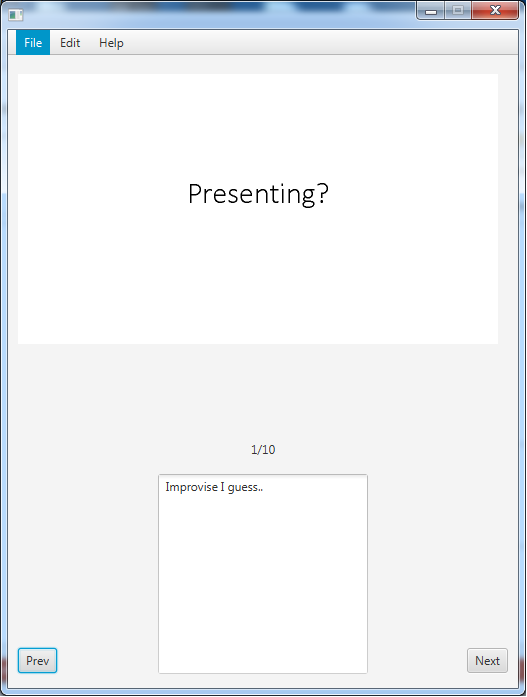 File Edit Help
Presenting?
1/10
Improvise I guess..
Prev Next